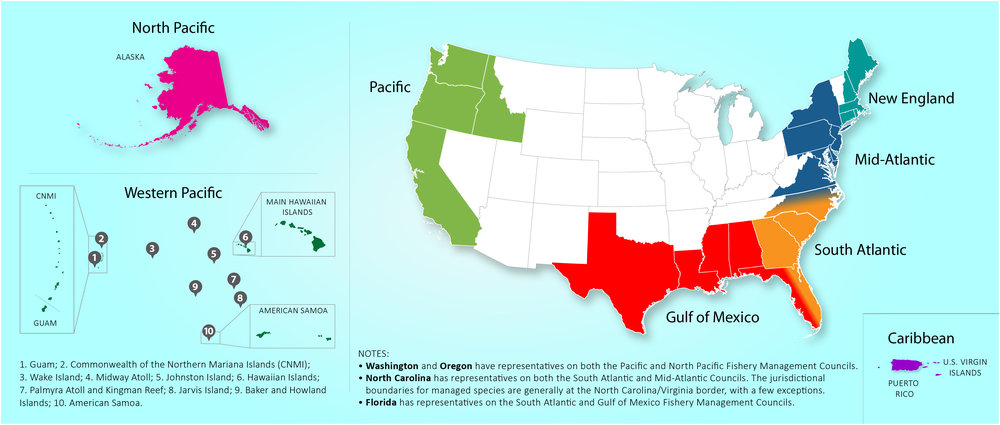 North Pacific
ALASKA
Western Pacific
CNMI
GUAM
MAIN HAWAIIAN
ISLANDS
AMERICAN SAMOA
1
2
3
4
5
6
7
8
9
10
1. Guam; 2. Commonwealth of the Northern Mariana Islands (CNMI);
3. Wake Island; 4. Midway Atoll; 5. Johnston Island; 6. Hawaiian Islands;
7. Palmyra Atoll and Kingman Reef; 8. Jarvis Island; 9. Baker and Howland
Islands; 10. American Samoa.
Pacific
New England
Mid-Atlantic
South Atlantic
Gulf of Mexico
Caribbean
U.S. VIRGIN
ISLANDS
PUERTO
RICO
NOTES:
• Washington and Oregon have representatives on both the Pacific and North Pacific Fishery Management Councils.
• North Carolina has representatives on both the South Atlantic and Mid-Atlantic Councils. The jurisdictional
boundaries for managed species are generally at the North Carolina/Virginia border, with a few exceptions.
• Florida has representatives on the South Atlantic and Gulf of Mexico Fishery Management Councils.